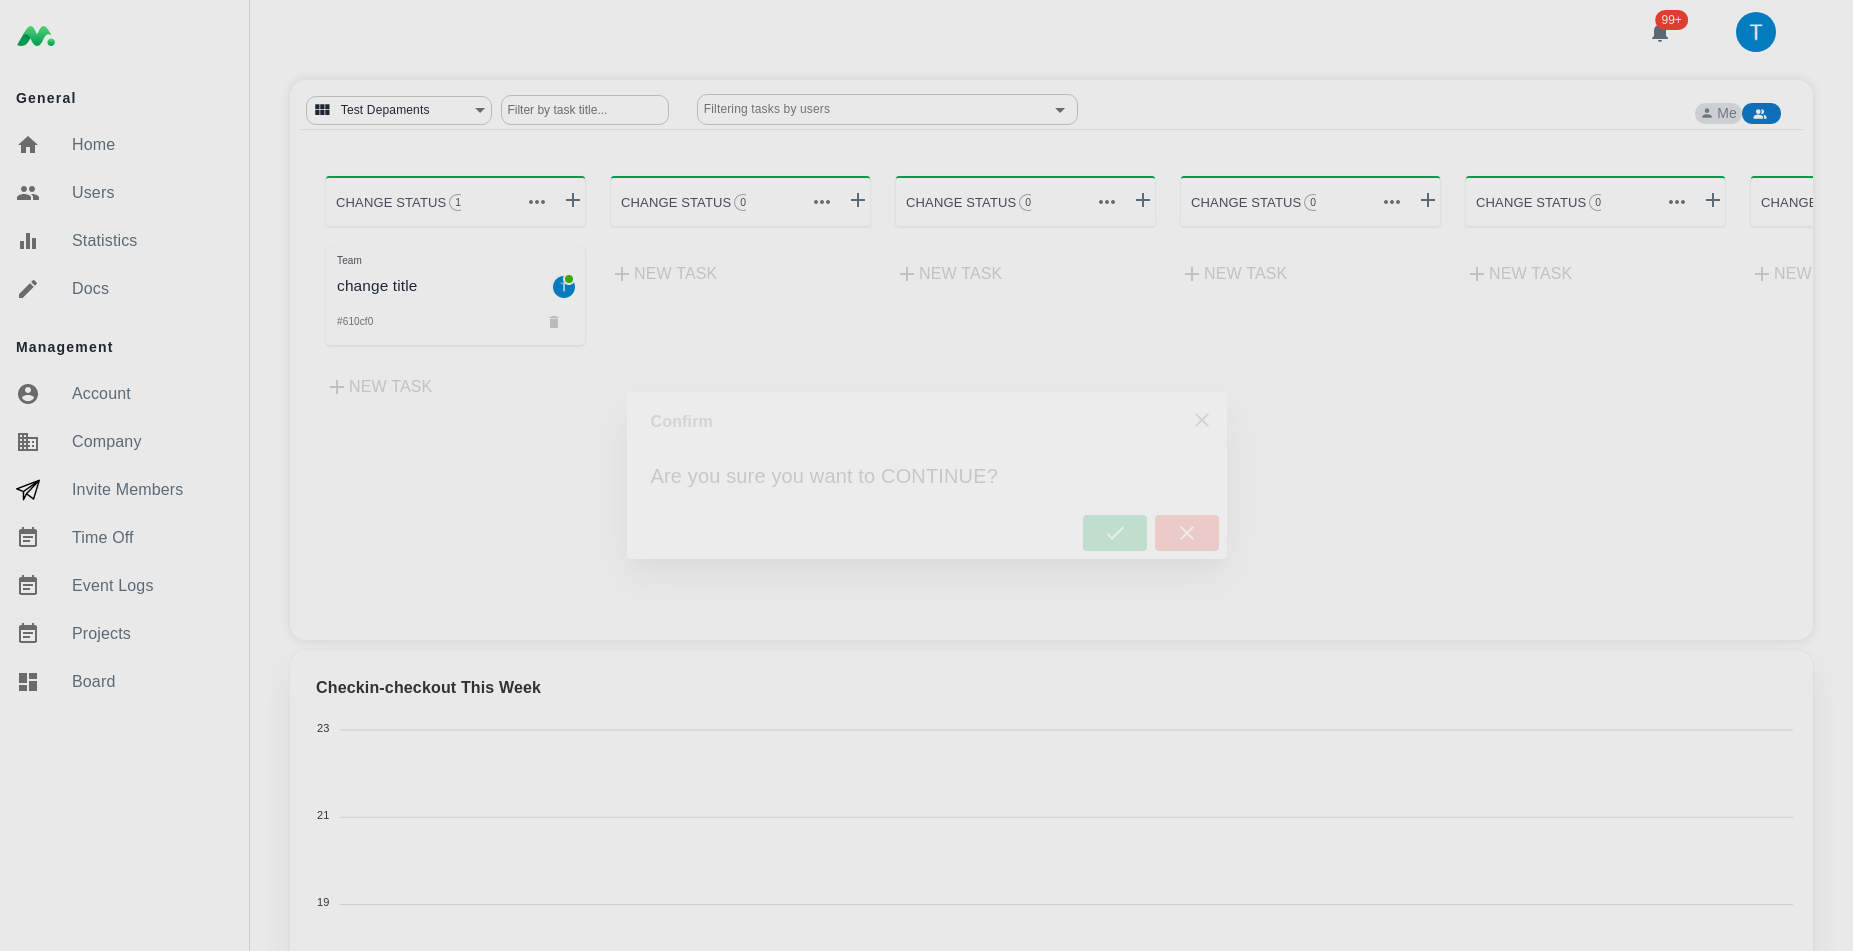 99+
T
General
Home
Users
Statistics
Docs
Management
Account
Company
Invite Members
Time Off
Event Logs
Projects
Board
Test Depaments
Filter by task title...
Filtering tasks by users
Me
CHANGE STATUS 1
CHANGE STATUS 0
CHANGE STATUS 0
CHANGE STATUS 0
CHANGE STATUS 0
CHANGE
Team
change title
T
#610cf0
NEW TASK
NEW TASK
NEW TASK
NEW TASK
NEW TASK
NEW
Confirm
Are you sure you want to CONTINUE?
Checkin-checkout This Week
23
21
19